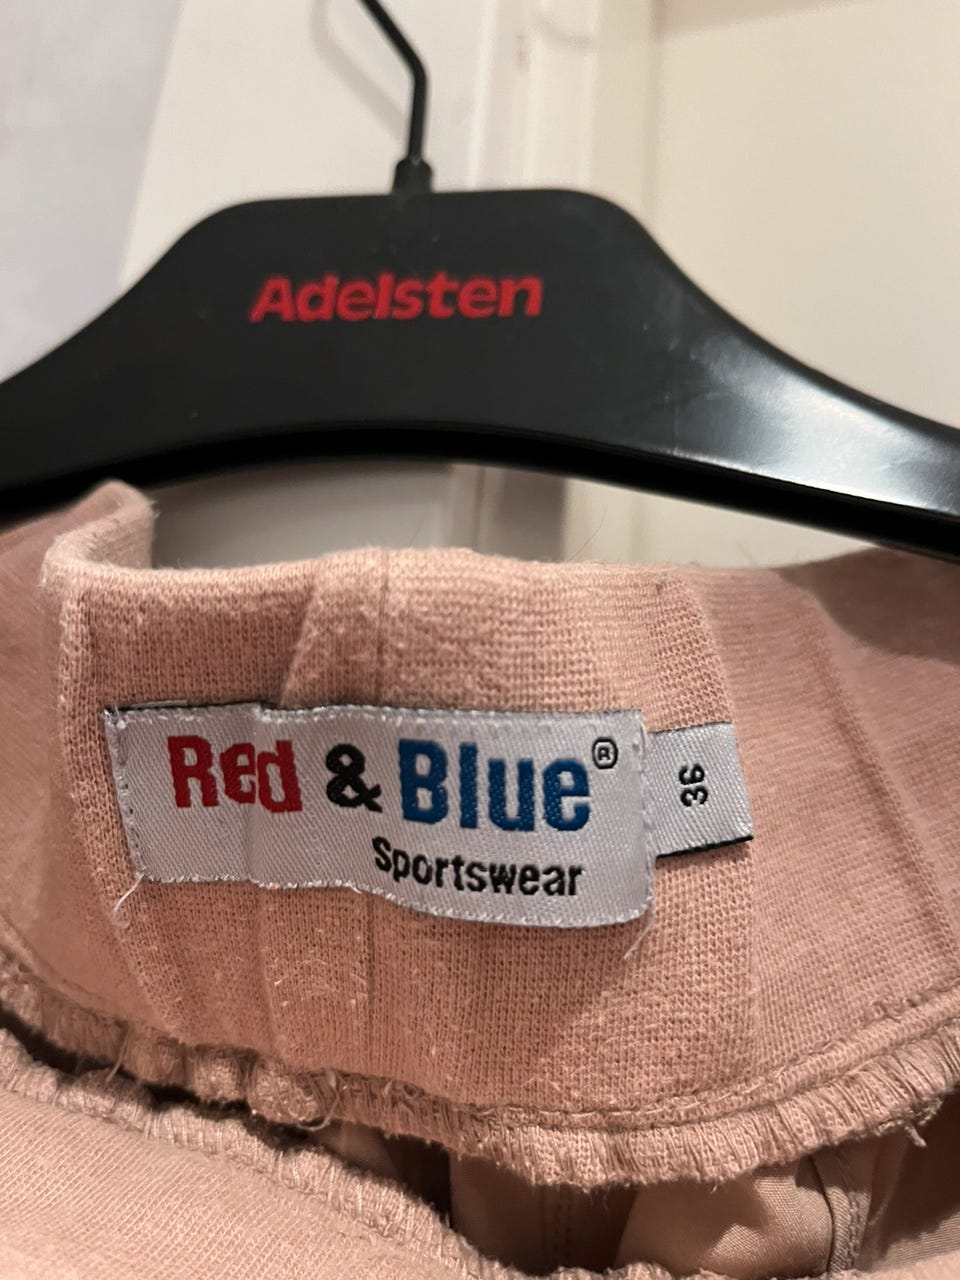 Adelsten
Red & Blue®
Sportswear
36